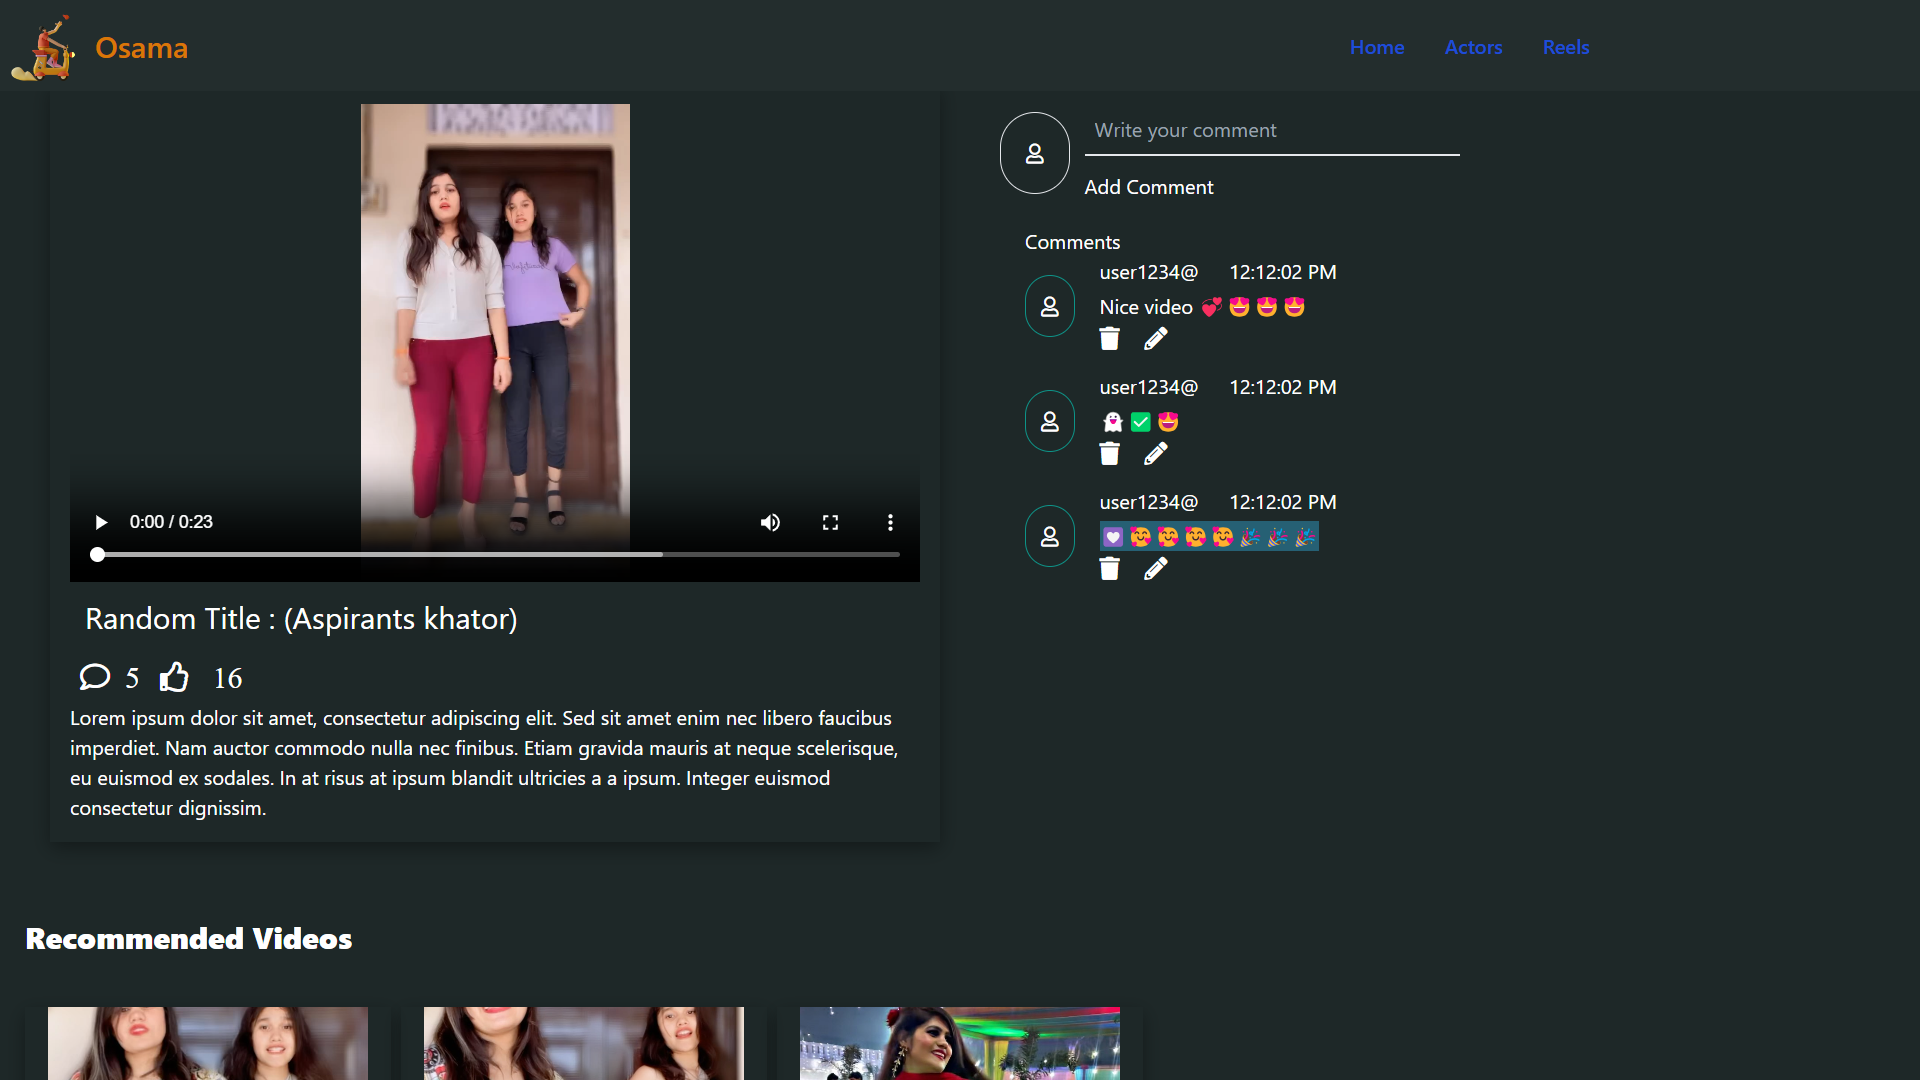 Osama
Home
Actors
Reels
Write your comment
Add Comment
Comments
user1234@ 12:12:02 PM
Nice video 💞 🤩 🤩 🤩
user1234@ 12:12:02 PM
👻 ✅ 🤩
user1234@ 12:12:02 PM
💟 🥰 🥰 🥰 🥰 🎉 🎉 🎉
0:00 / 0:23
Random Title : (Aspirants khator)
5 16
Lorem ipsum dolor sit amet, consectetur adipiscing elit. Sed sit amet enim nec libero faucibus
imperdiet. Nam auctor commodo nulla nec finibus. Etiam gravida mauris at neque scelerisque,
eu euismod ex sodales. In at risus at ipsum blandit ultricies a a ipsum. Integer euismod
consectetur dignissim.
Recommended Videos